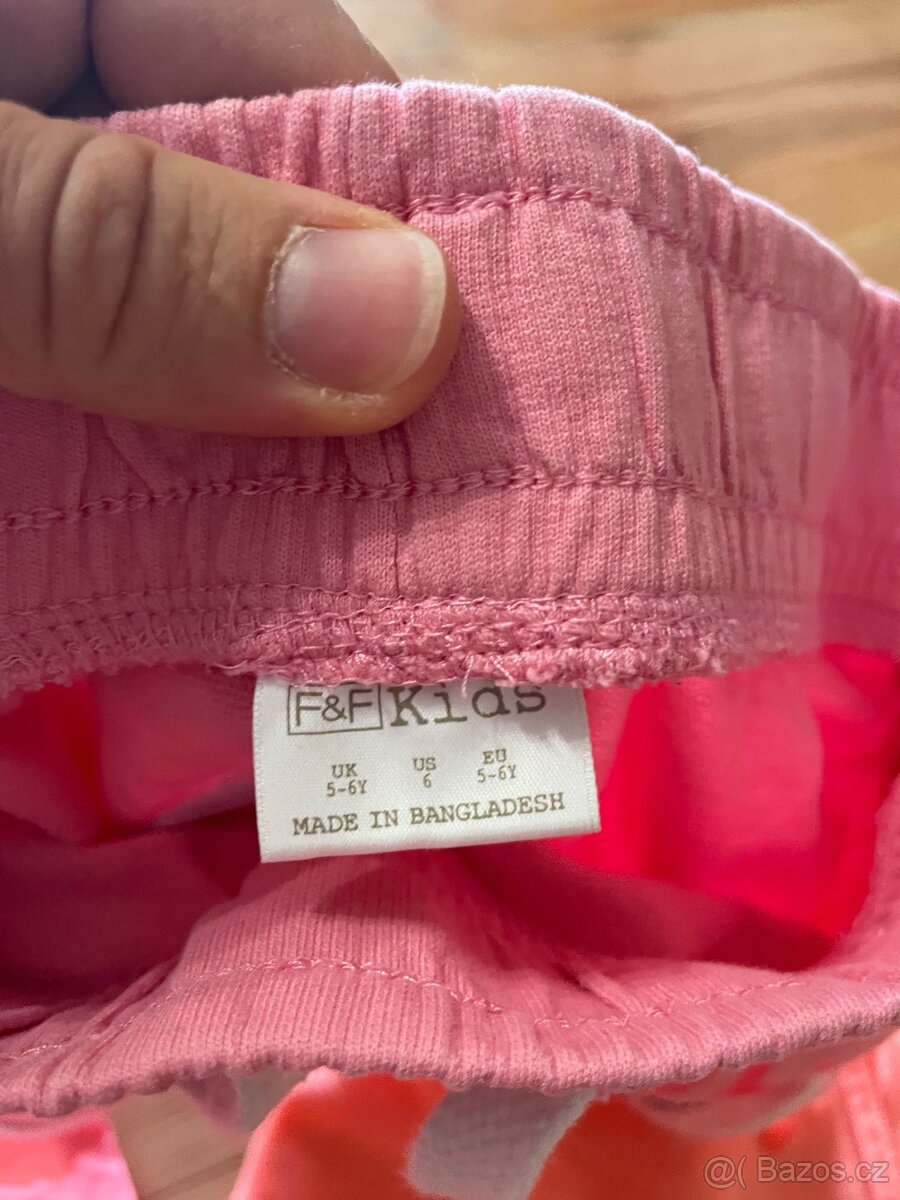 F&F Kids
UK US EU
5-6Y 6 5-6Y
MADE IN BANGLADESH
@( Bazos.cz